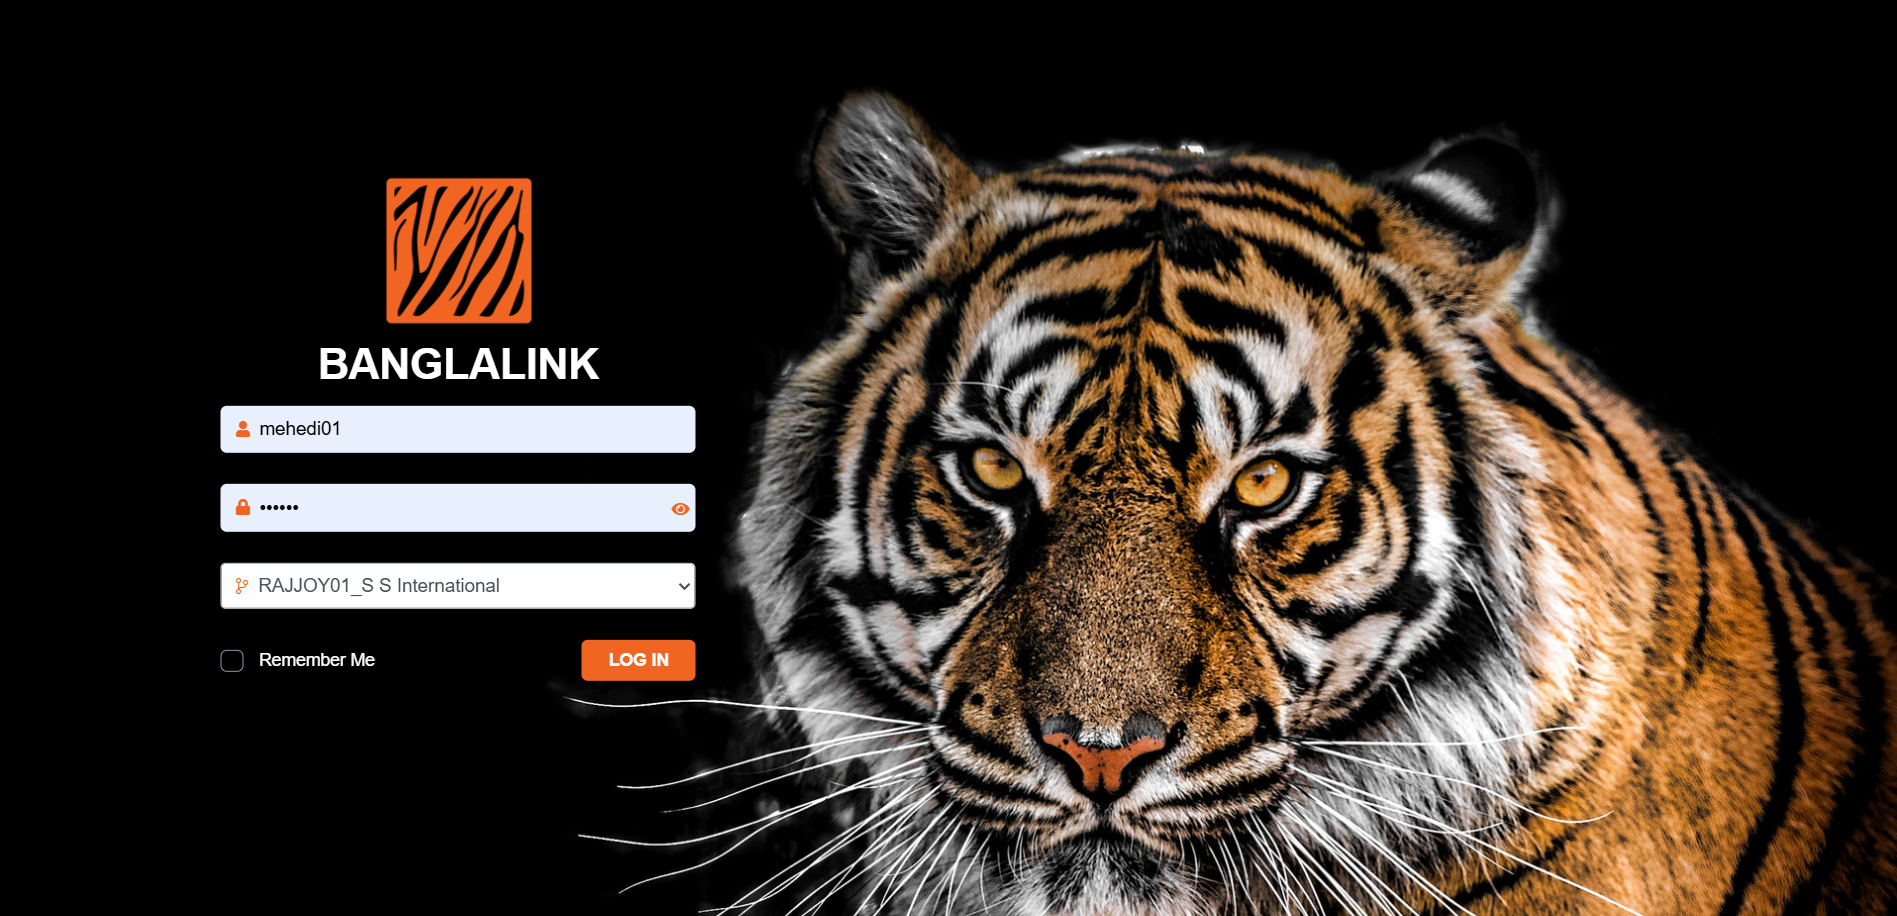 BANGLALINK
mehedi01
••••••
RAJJOY01_S S International
Remember Me
LOG IN